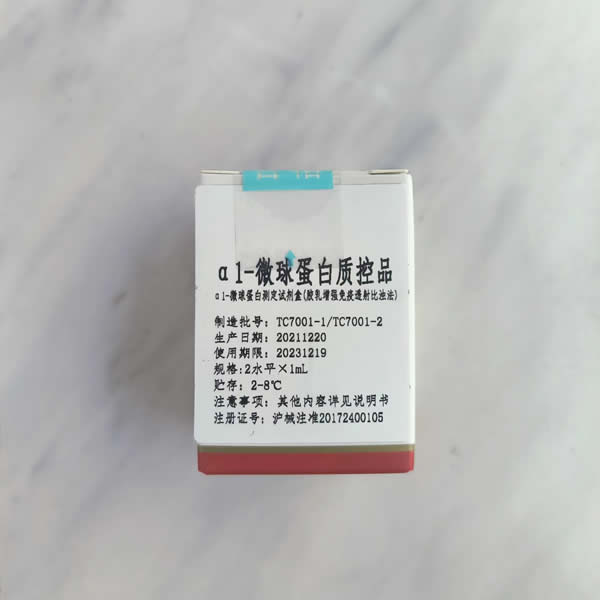 α1-微球蛋白质控品
α1-微球蛋白测定试剂盒(胶乳增强免疫透射比浊法)
制造批号: TC7001-1/TC7001-2
生产日期: 20211220
使用期限: 20231219
规格:2水平×1mL
贮存: 2-8℃
注意事项: 其他内容详见说明书
注册证号: 沪械注准20172400105